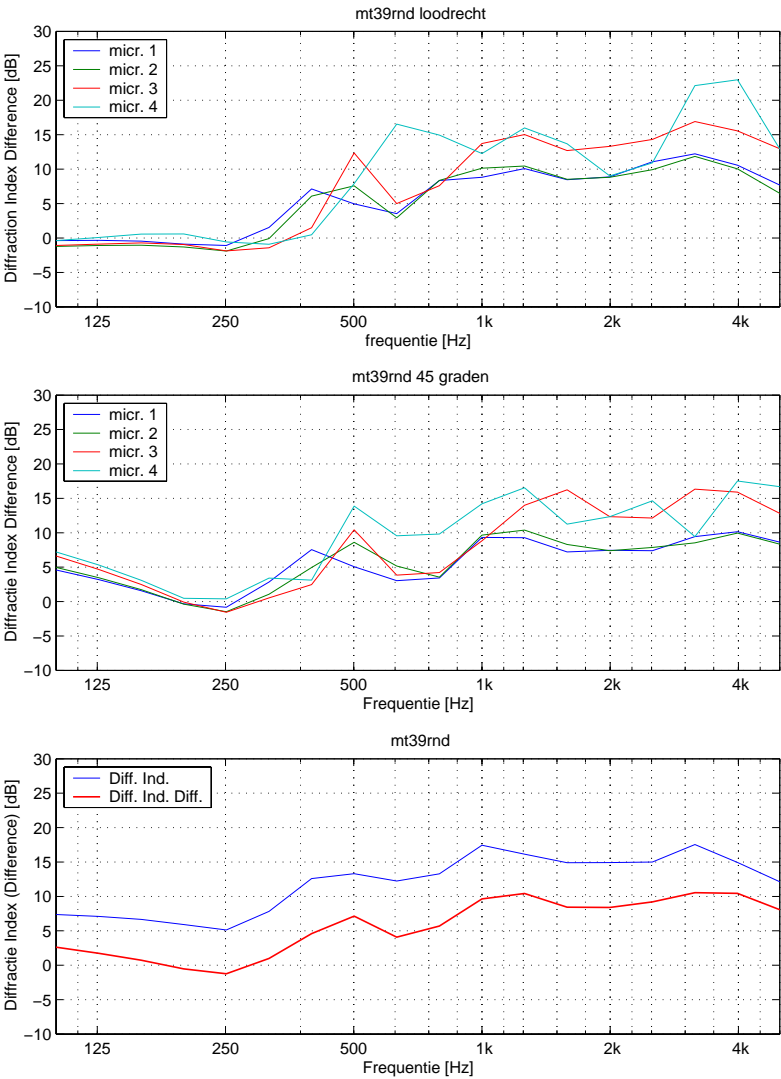 mt39rnd loodrecht
Diffraction Index Difference [dB]
30
25
20
15
10
5
0
−5
−10
micr. 1
micr. 2
micr. 3
micr. 4
125 250 500 1k 2k 4k
frequentie [Hz]
mt39rnd 45 graden
Diffractie Index Difference [dB]
30
25
20
15
10
5
0
−5
−10
micr. 1
micr. 2
micr. 3
micr. 4
125 250 500 1k 2k 4k
Frequentie [Hz]
mt39rnd
Diffractie Index (Difference) [dB]
30
25
20
15
10
5
0
−5
−10
Diff. Ind.
Diff. Ind. Diff.
125 250 500 1k 2k 4k
Frequentie [Hz]